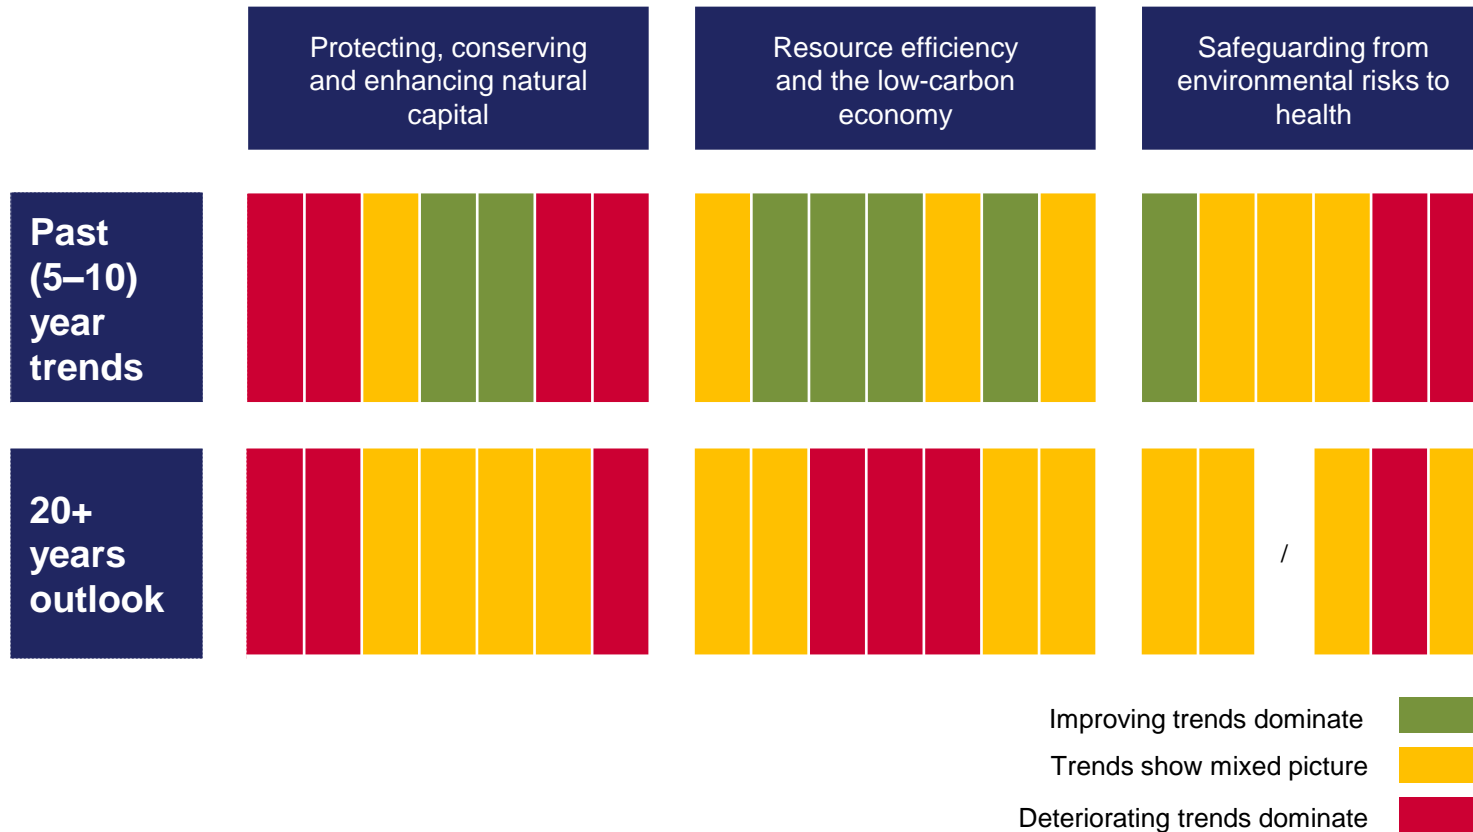 Protecting, conserving
and enhancing natural
capital
Resource efficiency
and the low-carbon
economy
Safeguarding from
environmental risks to
health
Past
(5–10)
year
trends
20+
years
outlook
/
Improving trends dominate
Trends show mixed picture
Deteriorating trends dominate